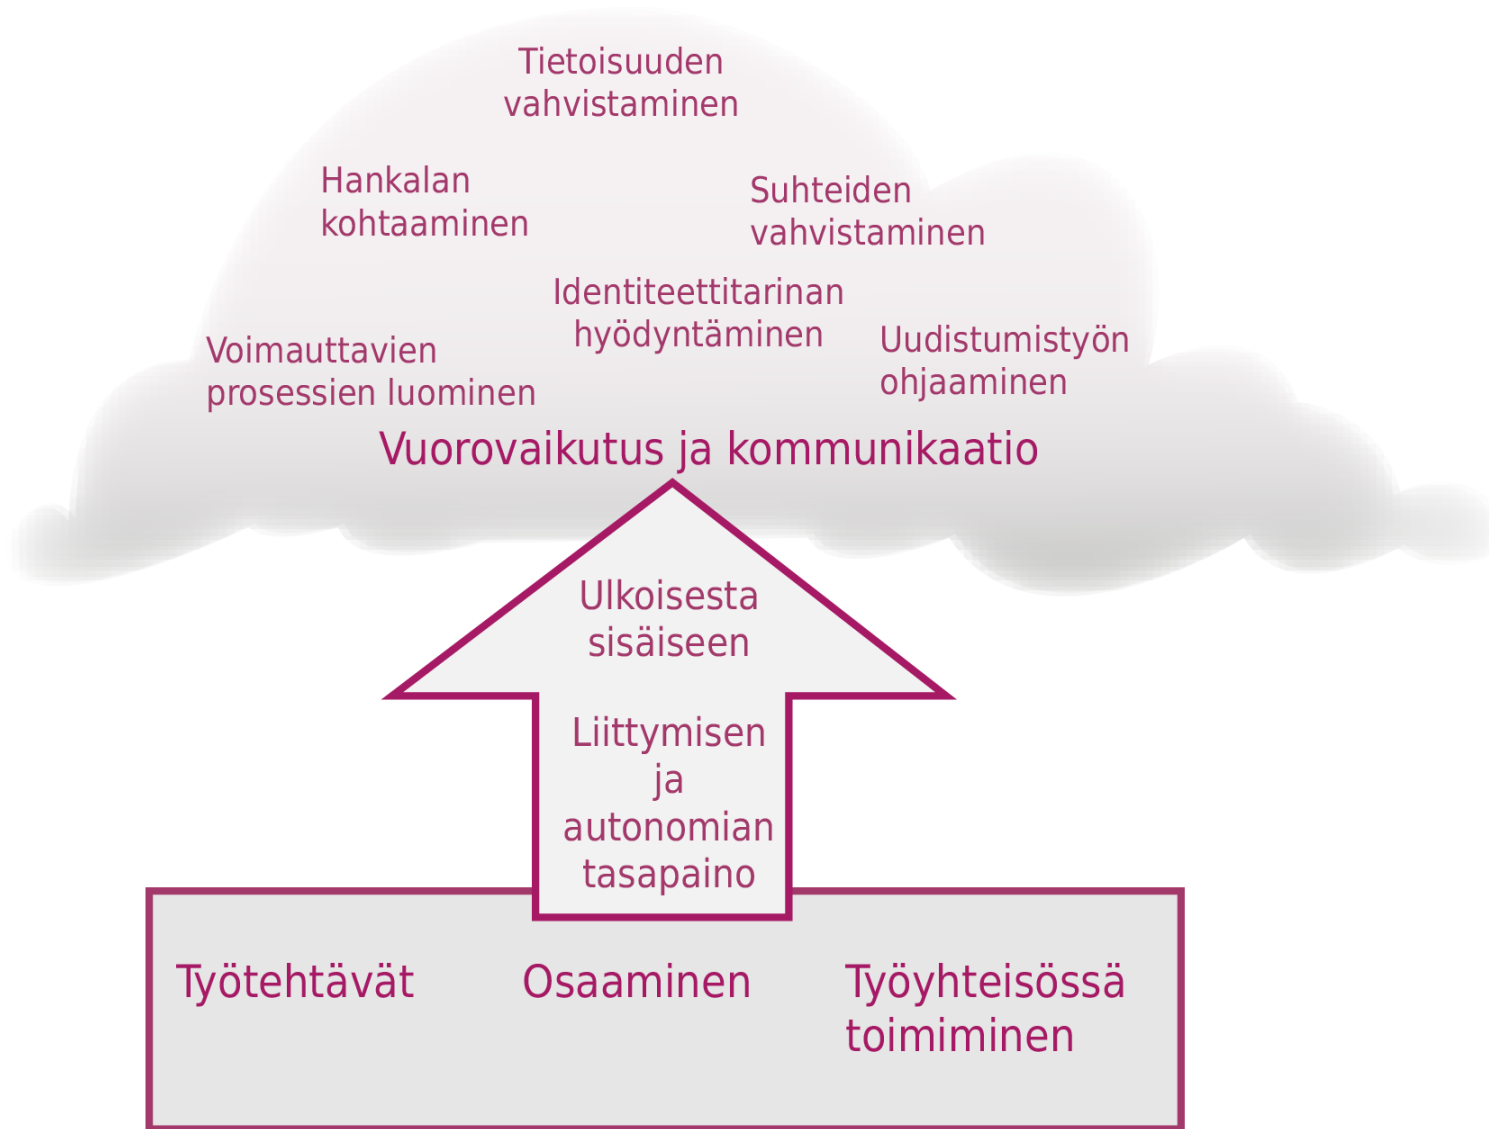 Tietoisuuden
vahvistaminen
Hankalan
kohtaaminen
Suhteiden
vahvistaminen
Identiteettitarinan
hyödyntäminen
Voimauttavien
prosessien luominen
Uudistumistyön
ohjaaminen
Vuorovaikutus ja kommunikaatio
Ulkoisesta
sisäiseen
Liittymisen
ja
autonomian
tasapaino
Työtehtävät
Osaaminen
Työyhteisössä
toimiminen